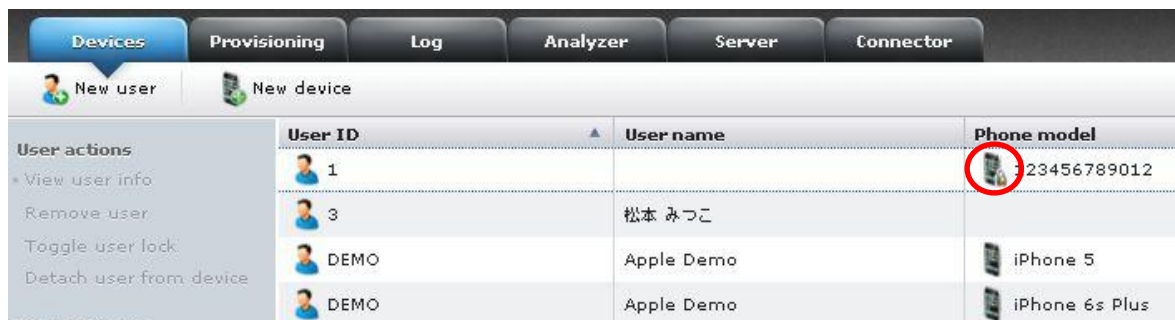 Devices Provisioning Log Analyzer Server Connector
New user New device
User actions
View user info
Remove user
Toggle user lock
Detach user from device
User ID User name Phone model
1 123456789012
3 松本 みつこ
DEMO Apple Demo iPhone 5
DEMO Apple Demo iPhone 6s Plus